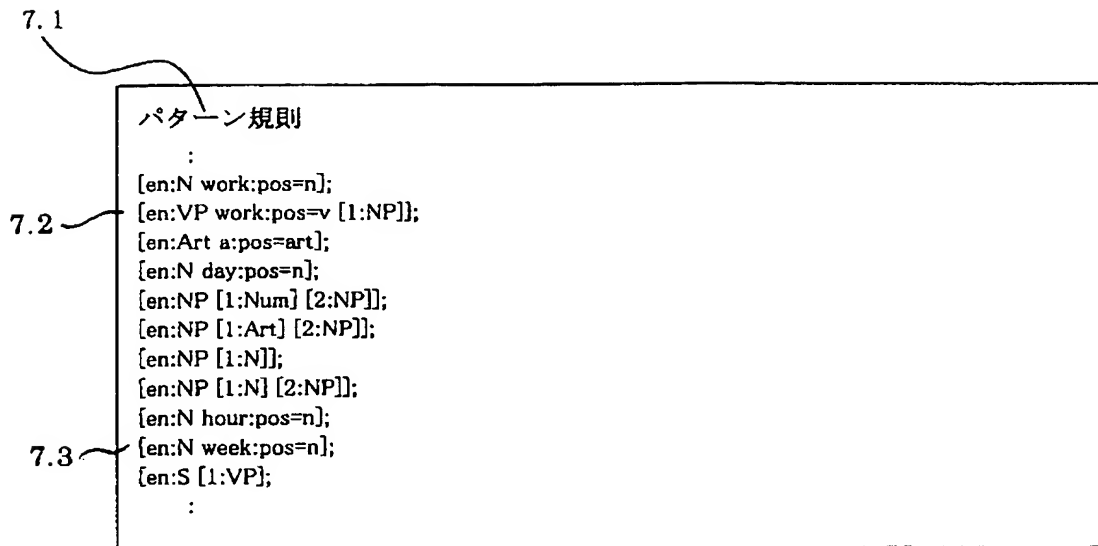 7.1
パターン規則
:
[en:N work:pos=n];
7.2
[en:VP work:pos=v [1:NP]];
[en:Art a:pos=art];
[en:N day:pos=n];
[en:NP [1:Num] [2:NP]];
[en:NP [1:Art] [2:NP]];
[en:NP [1:N]];
[en:NP [1:N] [2:NP]];
[en:N hour:pos=n];
7.3
[en:N week:pos=n];
[en:S [1:VP];
: